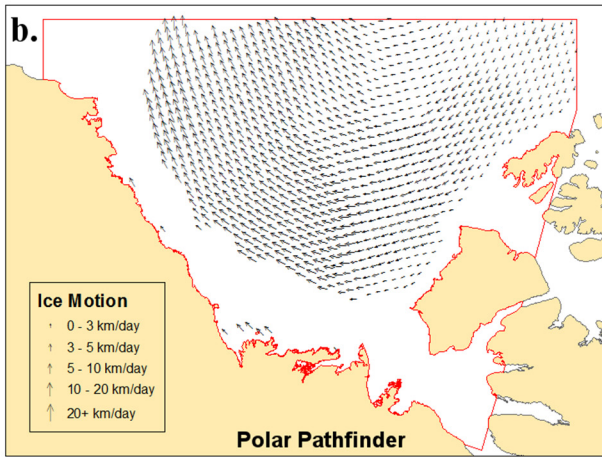 b.
Ice Motion
0 - 3 km/day
3 - 5 km/day
5 - 10 km/day
10 - 20 km/day
20+ km/day
Polar Pathfinder